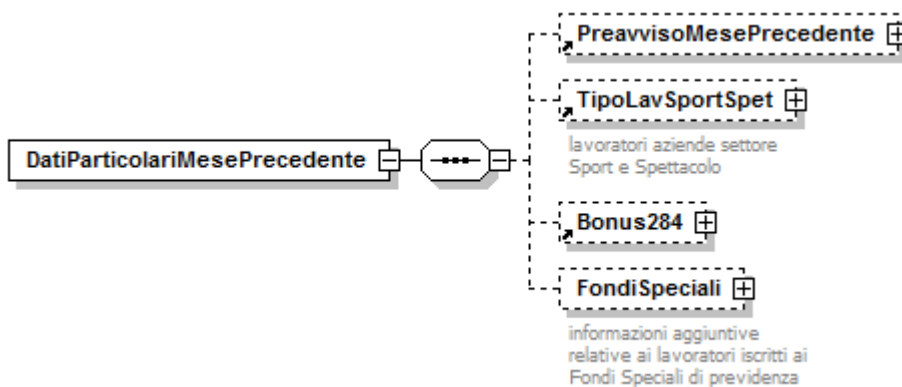 PreavvisoMesePrecedente
TipoLavSportSpet
lavoratori aziende settore
Sport e Spettacolo
DatiParticolariMesePrecedente
Bonus284
FondiSpeciali
informazioni aggiuntive
relative ai lavoratori iscritti ai
Fondi Speciali di previdenza